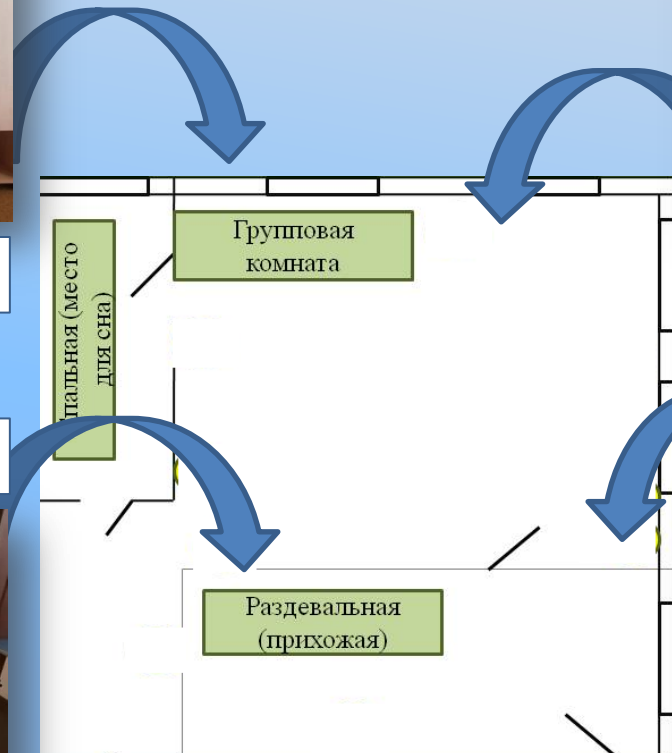 Групповая
комната
пальная (место
для сна)
Раздевальная
(прихожая)